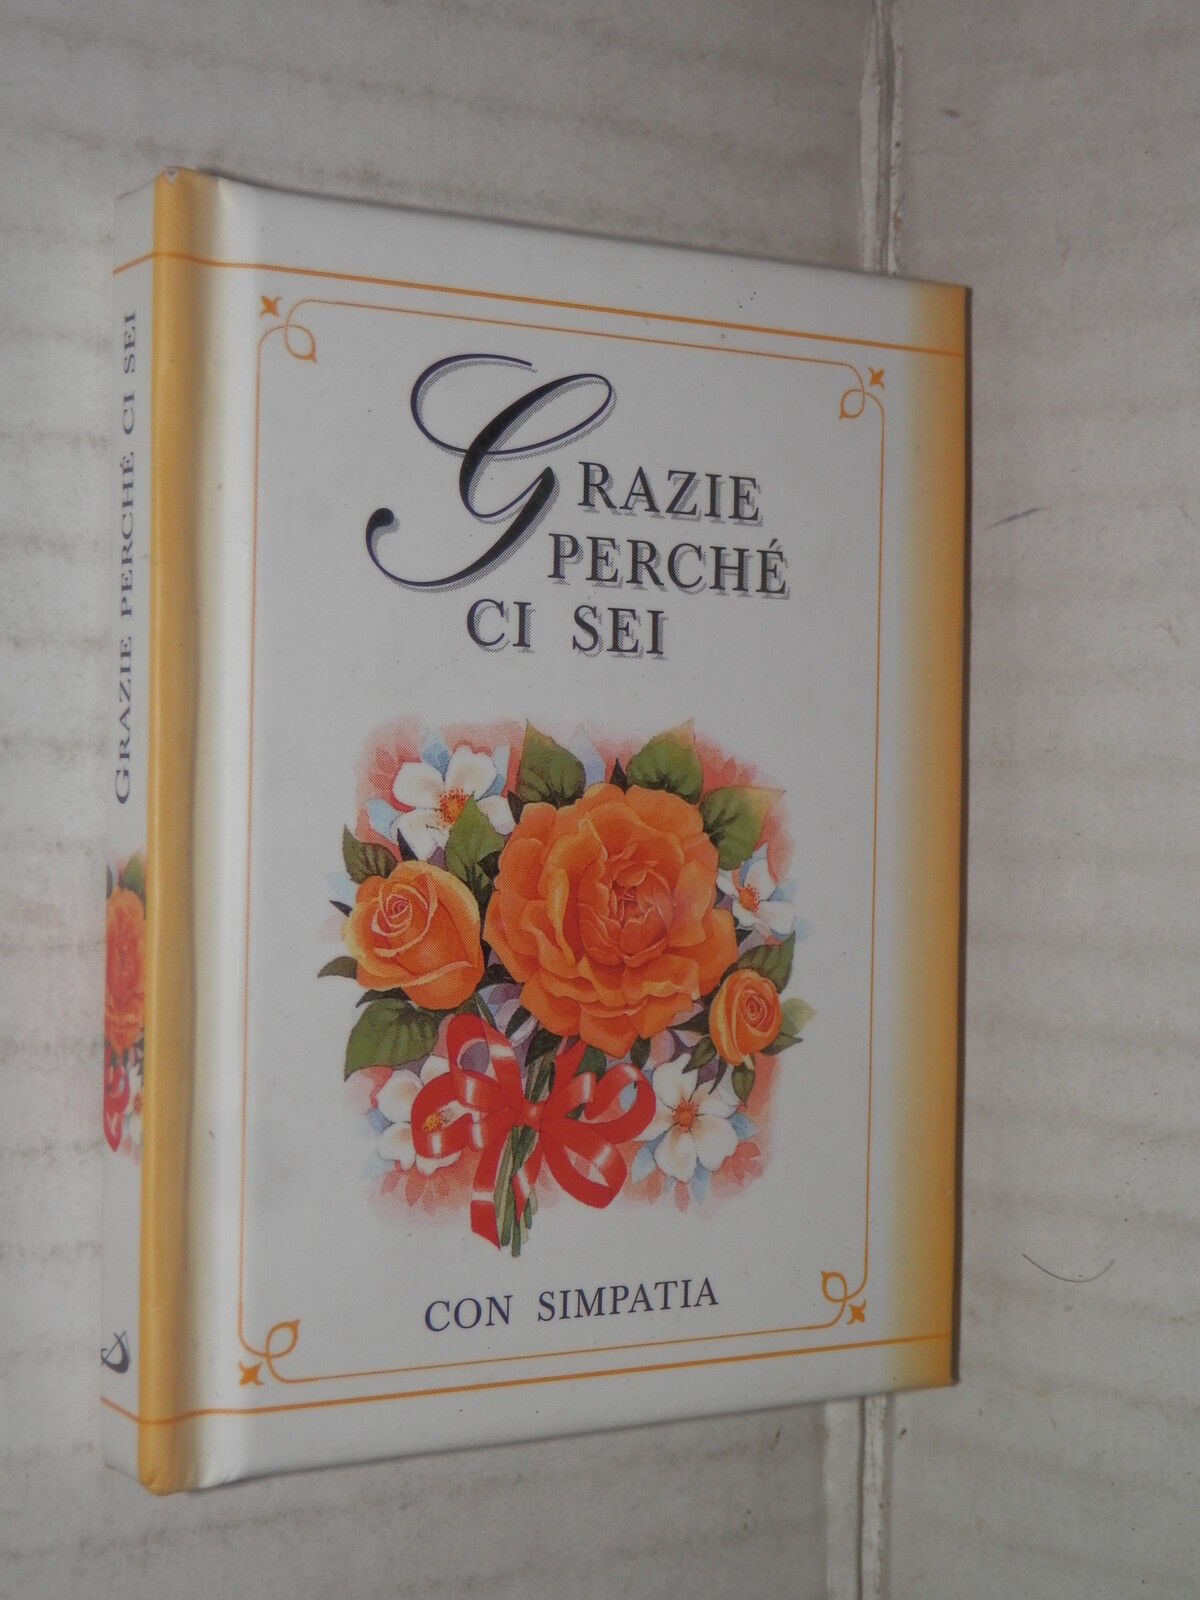 GRAZIE PERCHÉ CI SEI
GRAZIE
PERCHÉ
CI SEI
CON SIMPATIA